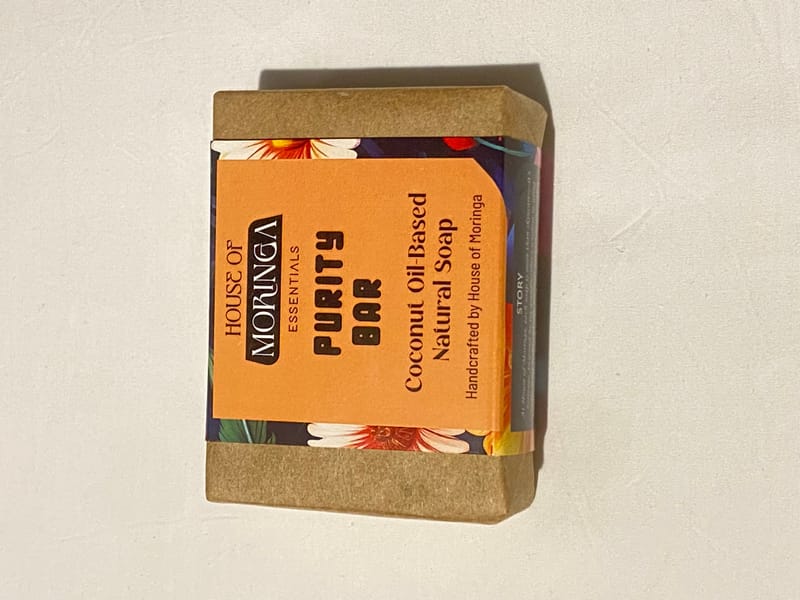 HOUSE OF
MORINGA
ESSENTIALS
PURITY
BAR
Coconut Oil-Based
Natural Soap
Handcrafted by House of Moringa
STORY